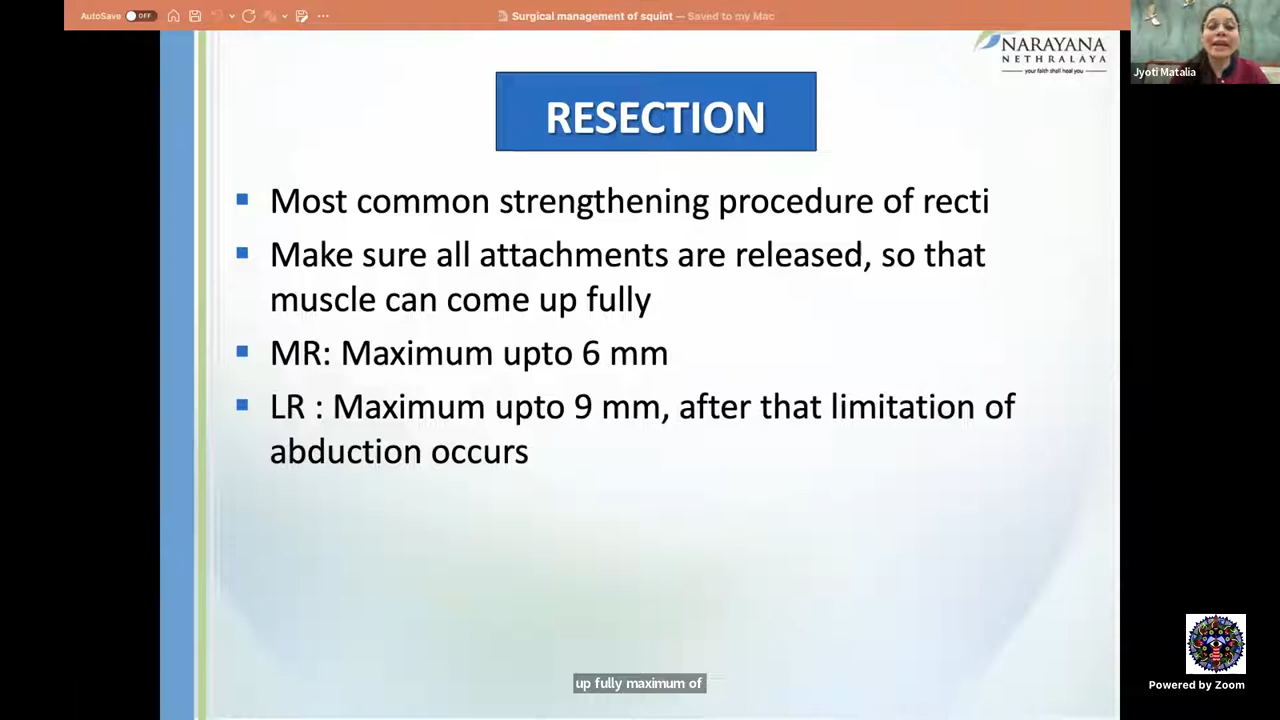 AutoSave OFF
Surgical management of squint — Saved to my Mac
NARAYANA
NETHRALAYA
your faith shall heal you
Jyoti Matalia
RESECTION
Most common strengthening procedure of recti
Make sure all attachments are released, so that
muscle can come up fully
MR: Maximum upto 6 mm
LR : Maximum upto 9 mm, after that limitation of
abduction occurs
up fully maximum of
Powered by Zoom